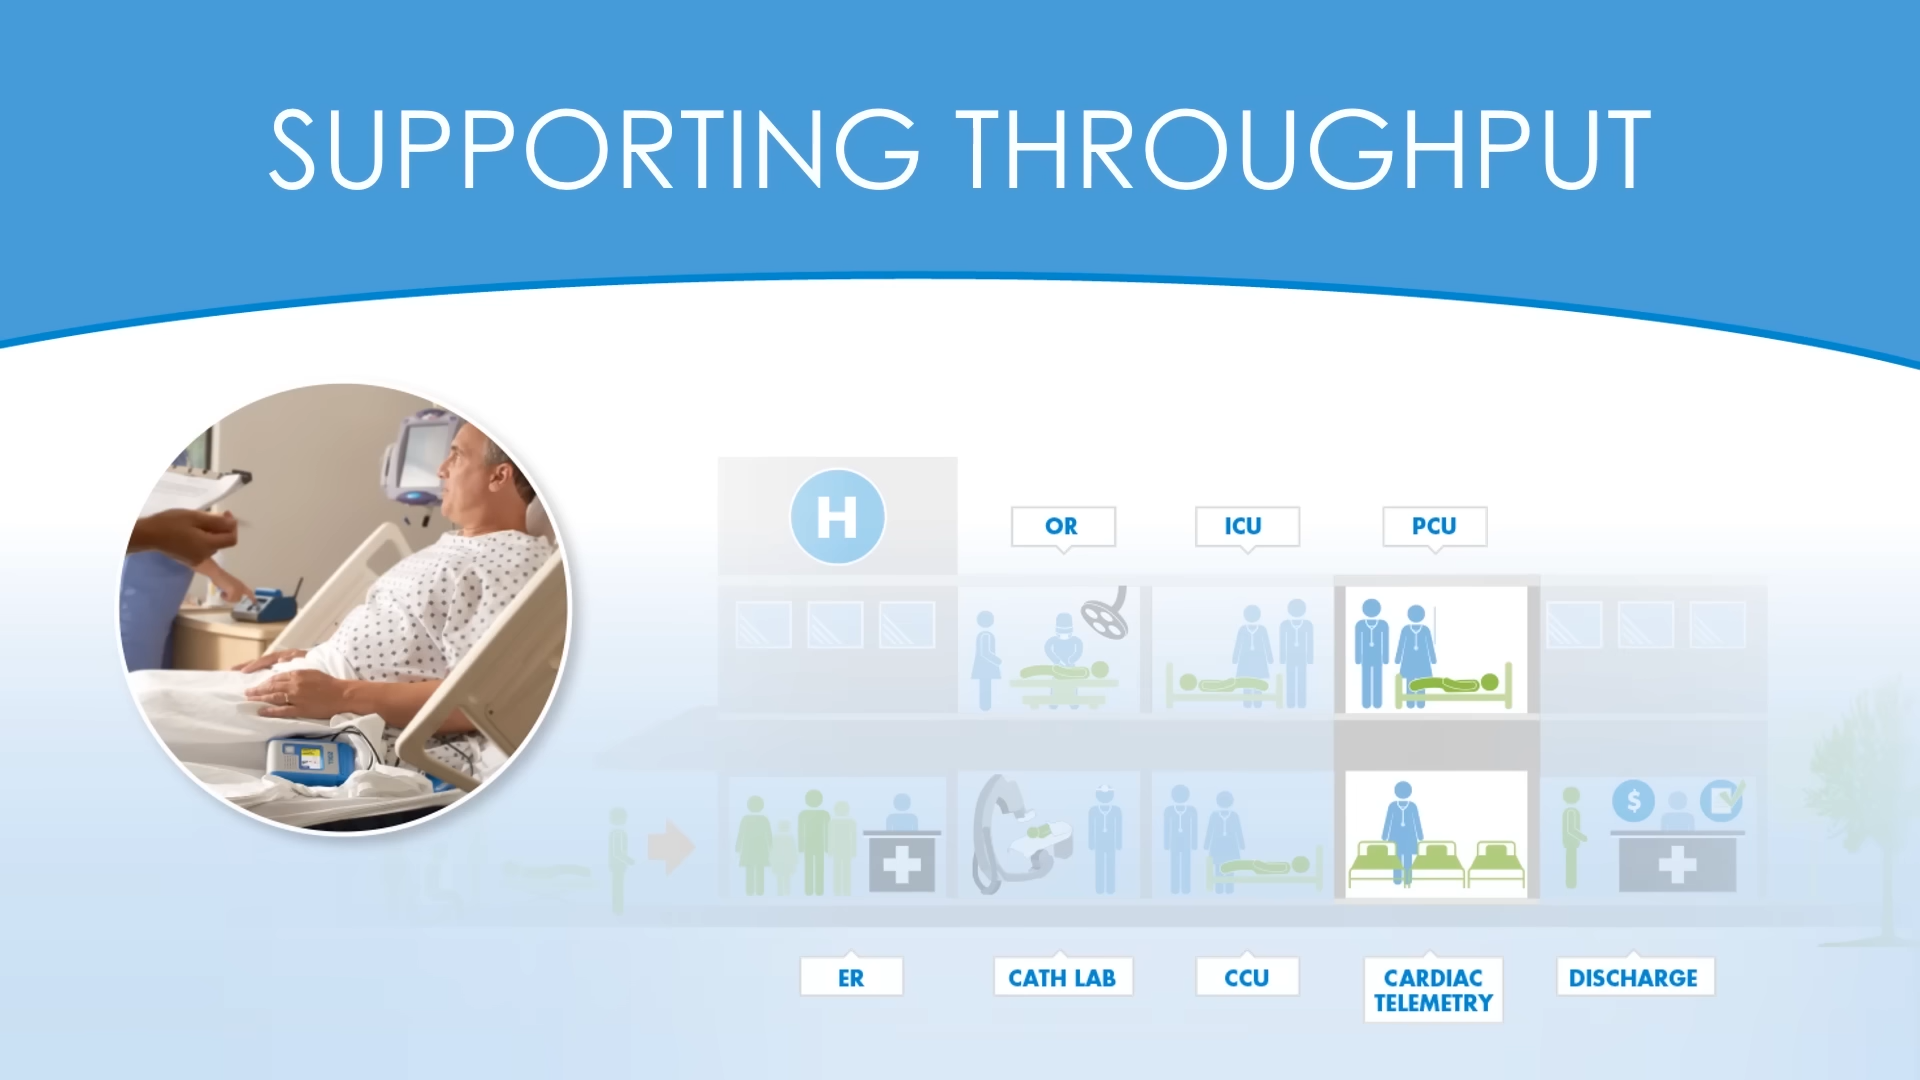 SUPPORTING THROUGHPUT
H
OR
ICU
PCU
$
ER
CATH LAB
CCU
CARDIAC
TELEMETRY
DISCHARGE